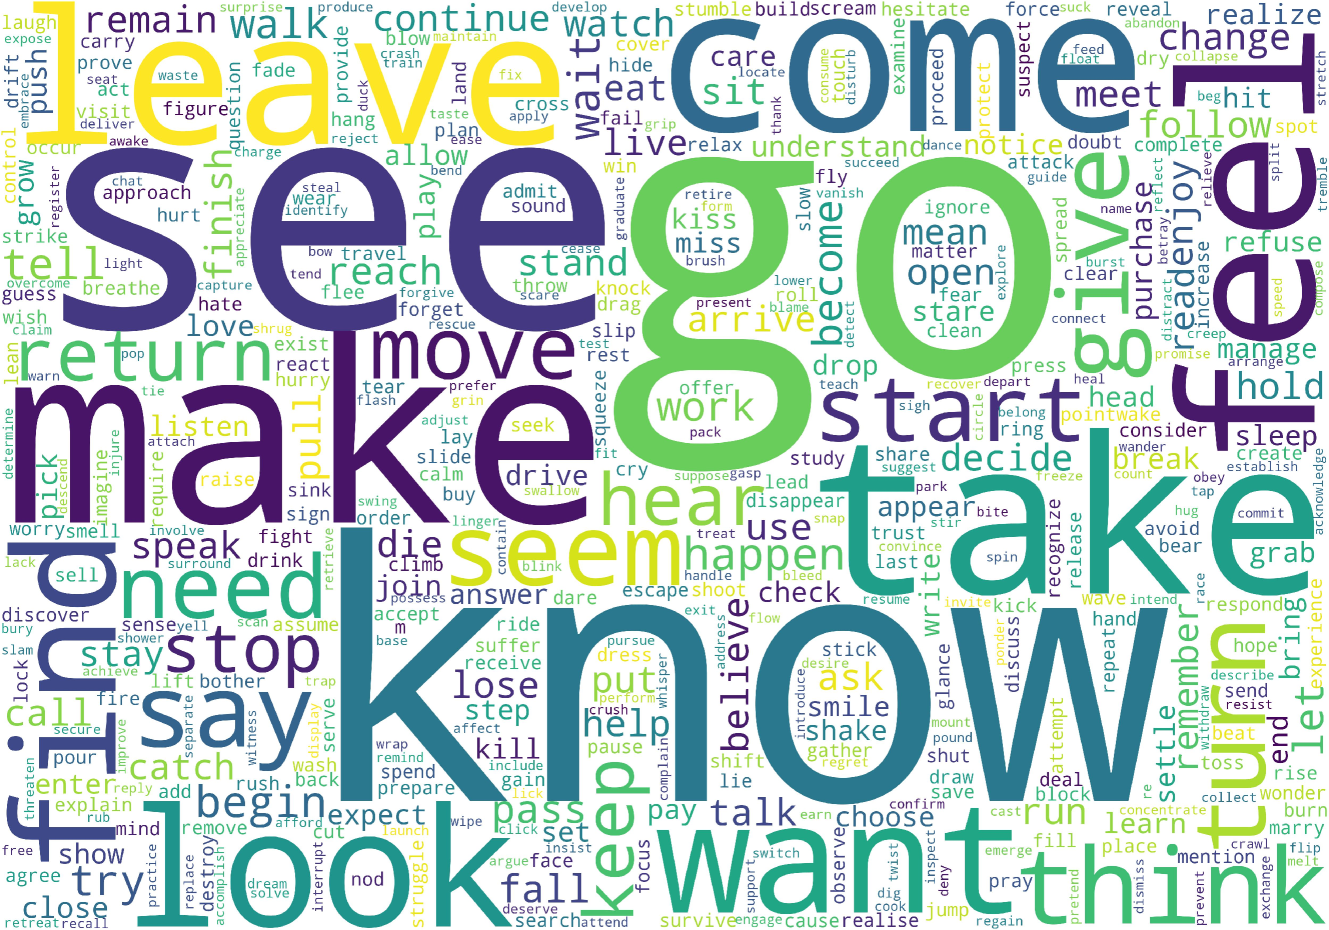 leave
come
see
go
feel
make
know
take
look
want
think
find
turn
give
keep
say
need
stop
seem
hear
start
move
return
tell
remain
walk
continue
watch
wait
eat
sit
care
meet
change
realize
follow
hit
notice
understand
live
push
carry
prove
act
visit
figure
question
provide
fade
hang
blow
plan
land
cross
hide
cover
fail
win
relax
touch
proceed
suspect
protect
examine
hesitate
force
reveal
stumble
build
scream
laugh
expose
surprise
produce
develop
suck
abandon
drift
embrace
seat
waste
crash
maintain
train
duck
taste
fix
ease
apply
grip
locate
thank
consume
disturb
feed
float
dry
collapse
beg
stretch
spot
deliver
occur
awake
charge
reject
bend
allow
play
finish
grow
control
register
chat
approach
hurt
appreciate
steal
wear
identify
bow
travel
tend
admit
sound
cease
graduate
stand
throw
scare
reach
flee
forgive
forget
rescue
strike
light
overcome
breathe
capture
guess
hate
wish
love
claim
shrug
exist
react
hurry
lean
warn
pop
tie
tear
flash
prefer
grin
adjust
lay
seek
slide
calm
buy
drive
swallow
knock
drag
slip
test
rest
squeeze
fit
retire
form
kiss
miss
brush
present
arrive
blame
lower
roll
slow
fly
vanish
succeed
dance
become
detect
drop
teach
ignore
mean
matter
open
fear
explore
stare
clean
doubt
complete
attack
guide
name
spread
clear
burst
connect
purchase
betray
reflect
read
enjoy
distract
increase
creep
relieve
split
tremble
refuse
speed
compose
manage
promise
arrange
hold
press
heal
head
point
wake
recover
depart
sigh
circle
belong
ring
offer
work
pack
study
share
suggest
decide
consider
wander
break
count
sleep
create
establish
acknowledge
obey
tap
commit
hug
avoid
bear
grab
freeze
park
bite
appear
stir
trust
convince
last
spin
recognize
release
suppose
gasp
lead
disappear
snap
use
treat
happen
handle
bleed
cry
determine
descend
pick
imagine
injure
listen
attach
require
raise
pull
sink
sign
swing
order
linger
worry
smell
involve
speak
fight
drink
surround
retrieve
lack
sell
die
climb
join
possess
contain
blink
answer
dare
escape
shoot
exit
check
flow
resume
write
invite
kick
wave
intend
race
respond
discover
bury
sense
yell
scan
assume
accept
m
base
ride
suffer
receive
pursue
dress
address
believe
desire
introduce
stick
ask
smile
shake
gather
regret
glance
ponder
discuss
hand
repeat
remember
hope
describe
bring
experience
slam
shower
stay
achieve
lift
bother
trap
lock
fire
call
secure
pour
threaten
improve
separate
witness
wash
display
serve
back
wrap
remind
spend
prepare
affect
lose
step
kill
include
gain
lick
put
perform
crush
help
pause
whisper
complain
shift
lie
mount
pound
shut
draw
save
attempt
deal
block
re
settle
withdraw
send
resist
beat
toss
end
let
enter
reply
explain
rub
catch
add
rush
begin
afford
expect
launch
wipe
pass
click
set
insist
argue
pay
talk
earn
choose
confirm
cast
run
concentrate
learn
collect
wonder
rise
burn
marry
free
mind
show
agree
try
practice
replace
remove
destroy
accomplish
cut
interrupt
dream
solve
nod
struggle
face
fall
deserve
focus
switch
support
observe
twist
dig
cook
inspect
deny
emerge
pray
fill
place
pretend
dismiss
mention
prevent
crawl
flip
melt
exchange
close
retreat
recall
search
attend
survive
engage
cause
realise
jump
regain